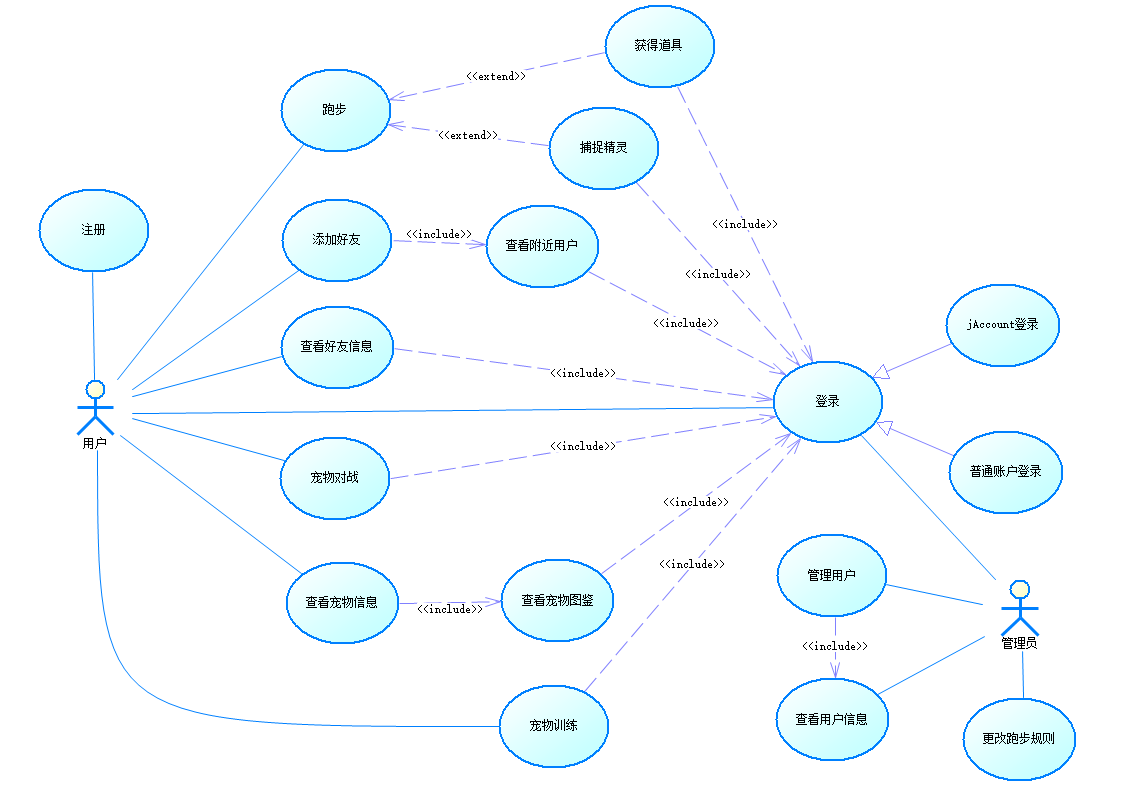 获得道具
<<extend>>
跑步
<<extend>>
捕捉精灵
注册
<<include>>
添加好友
<<include>>
查看附近用户
<<include>>
<<include>>
jAccount登录
查看好友信息
<<include>>
登录
用户
<<include>>
宠物对战
普通账户登录
<<include>>
<<include>>
管理用户
查看宠物信息
<<include>>
查看宠物图鉴
管理员
<<include>>
宠物训练
查看用户信息
更改跑步规则